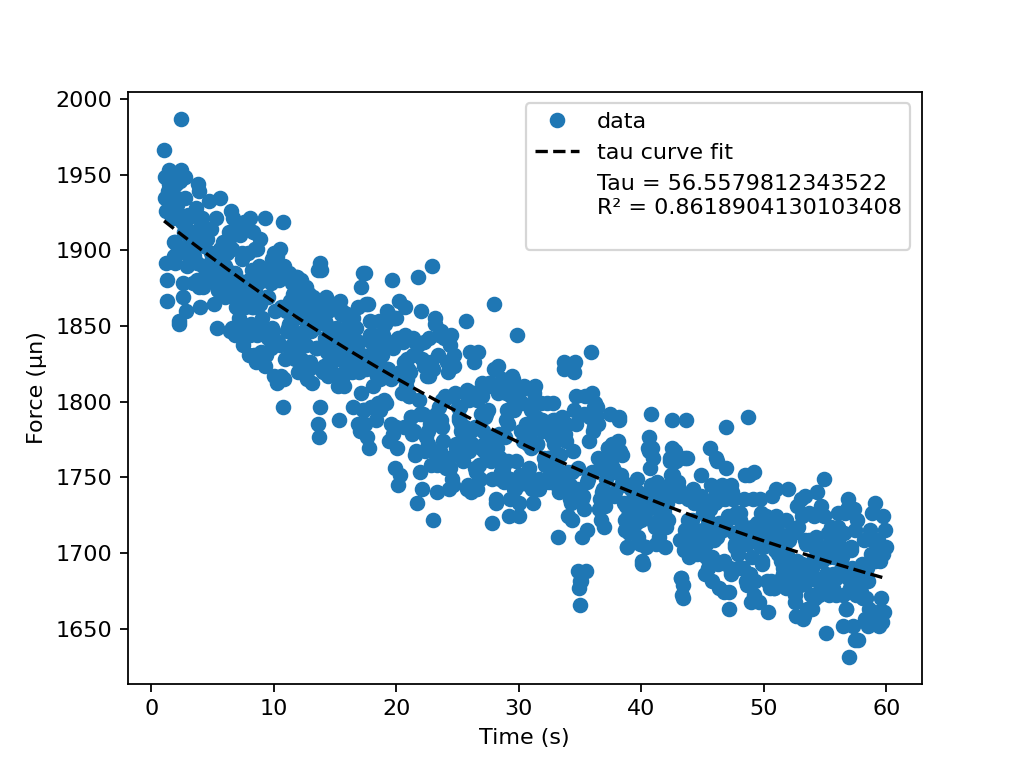 2000
1950
1900
1850
1800
1750
1700
1650
Force (μn)
0 10 20 30 40 50 60
Time (s)
data
tau curve fit
Tau = 56.5579812343522
R² = 0.8618904130103408